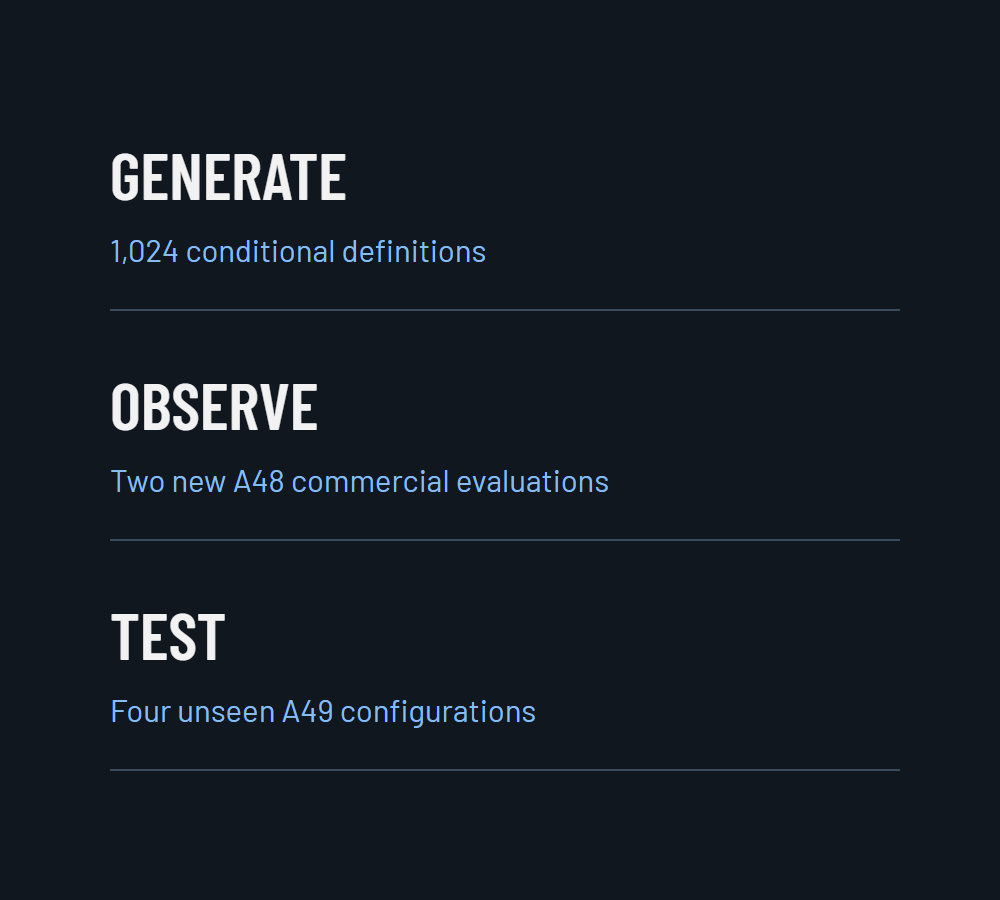 GENERATE
1,024 conditional definitions
OBSERVE
Two new A48 commercial evaluations
TEST
Four unseen A49 configurations